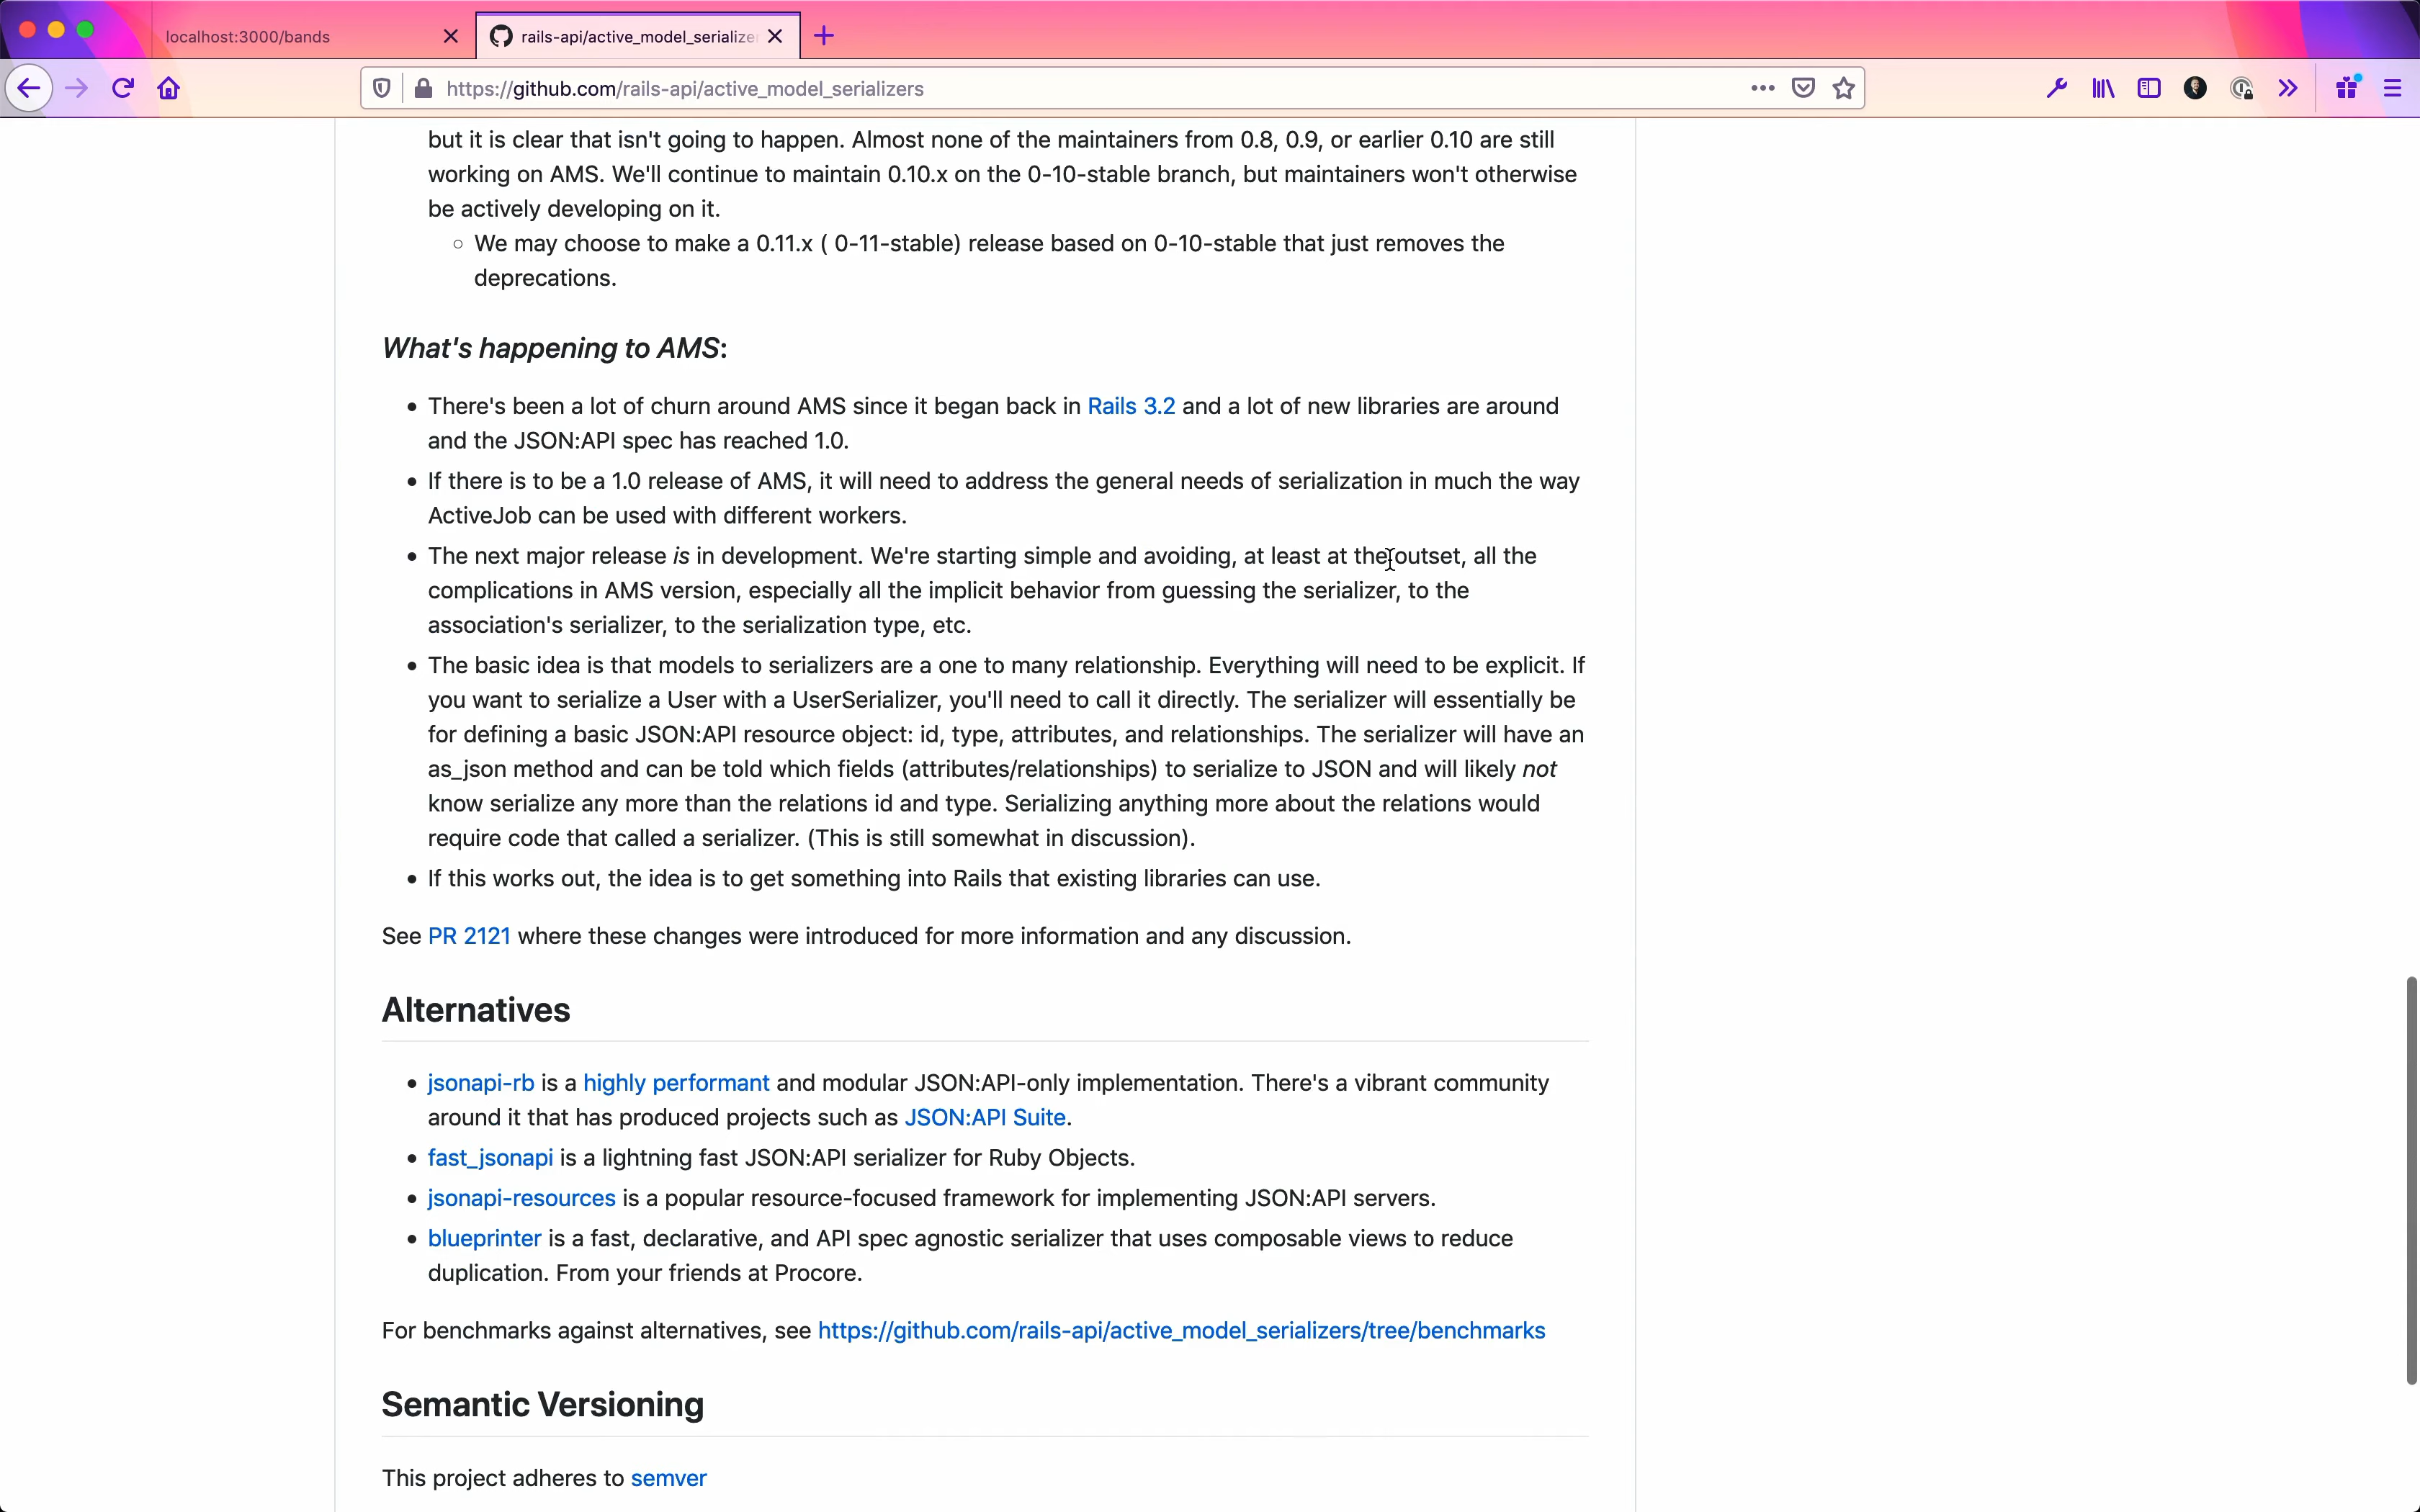 localhost:3000/bands
rails-api/active_model_serialize
https://github.com/rails-api/active_model_serializers
but it is clear that isn't going to happen. Almost none of the maintainers from 0.8, 0.9, or earlier 0.10 are still
working on AMS. We'll continue to maintain 0.10.x on the 0-10-stable branch, but maintainers won't otherwise
be actively developing on it.
We may choose to make a 0.11.x ( 0-11-stable) release based on 0-10-stable that just removes the
deprecations.
What's happening to AMS:
There's been a lot of churn around AMS since it began back in Rails 3.2 and a lot of new libraries are around
and the JSON:API spec has reached 1.0.
If there is to be a 1.0 release of AMS, it will need to address the general needs of serialization in much the way
ActiveJob can be used with different workers.
The next major release is in development. We're starting simple and avoiding, at least at the outset, all the
complications in AMS version, especially all the implicit behavior from guessing the serializer, to the
association's serializer, to the serialization type, etc.
The basic idea is that models to serializers are a one to many relationship. Everything will need to be explicit. If
you want to serialize a User with a UserSerializer, you'll need to call it directly. The serializer will essentially be
for defining a basic JSON:API resource object: id, type, attributes, and relationships. The serializer will have an
as_json method and can be told which fields (attributes/relationships) to serialize to JSON and will likely not
know serialize any more than the relations id and type. Serializing anything more about the relations would
require code that called a serializer. (This is still somewhat in discussion).
If this works out, the idea is to get something into Rails that existing libraries can use.
See PR 2121 where these changes were introduced for more information and any discussion.
Alternatives
jsonapi-rb is a highly performant and modular JSON:API-only implementation. There's a vibrant community
around it that has produced projects such as JSON:API Suite.
fast_jsonapi is a lightning fast JSON:API serializer for Ruby Objects.
jsonapi-resources is a popular resource-focused framework for implementing JSON:API servers.
blueprinter is a fast, declarative, and API spec agnostic serializer that uses composable views to reduce
duplication. From your friends at Procore.
For benchmarks against alternatives, see https://github.com/rails-api/active_model_serializers/tree/benchmarks
Semantic Versioning
This project adheres to semver